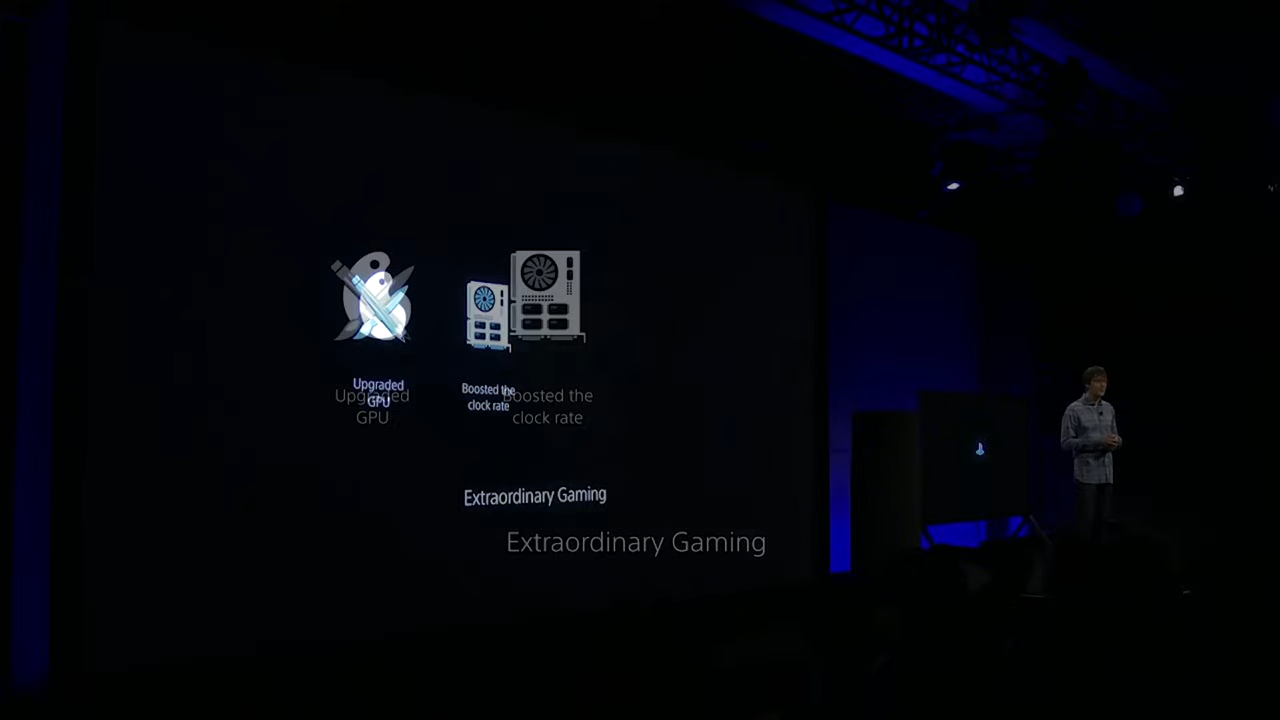 Upgraded
GPU
Boosted the
clock rate
Extraordinary Gaming
Upgraded
GPU
Boosted the
clock rate
Extraordinary Gaming